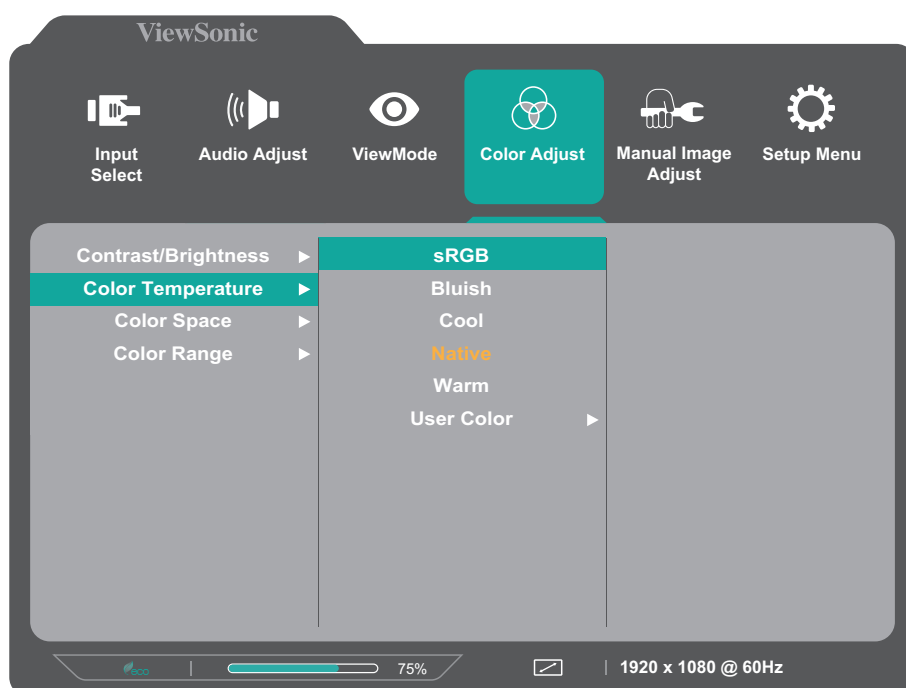 ViewSonic
Input
Select
Audio Adjust
ViewMode
Color Adjust
Manual Image
Adjust
Setup Menu
Contrast/Brightness
Color Temperature
Color Space
Color Range
sRGB
Bluish
Cool
Native
Warm
User Color
eco
75%
1920 x 1080 @ 60Hz